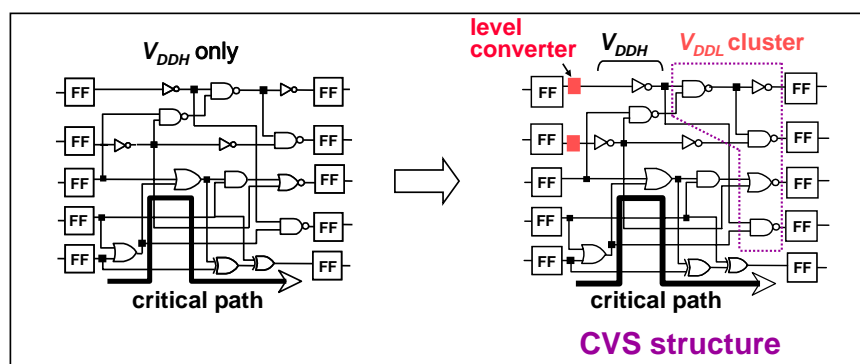 V_DDH only
FF
FF
FF
FF
FF
FF
FF
FF
FF
FF
critical path
level
converter
V_DDH
V_DDL cluster
FF
FF
FF
FF
FF
FF
FF
FF
FF
FF
critical path
CVS structure